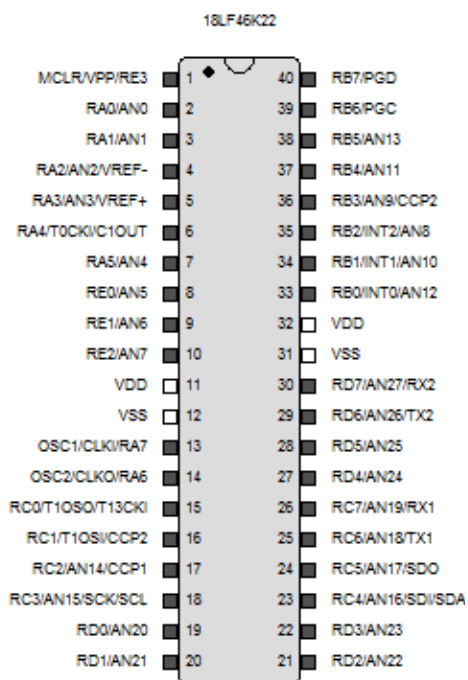 18LF46K22
MCLR/VPP/RE3 1 40 RB7/PGD
RA0/AN0 2 39 RB6/PGC
RA1/AN1 3 38 RB5/AN13
RA2/AN2/VREF- 4 37 RB4/AN11
RA3/AN3/VREF+ 5 36 RB3/AN9/CCP2
RA4/T0CKI/C1OUT 6 35 RB2/INT2/AN8
RA5/AN4 7 34 RB1/INT1/AN10
RE0/AN5 8 33 RB0/INT0/AN12
RE1/AN6 9 32 VDD
RE2/AN7 10 31 VSS
VDD 11 30 RD7/AN27/RX2
VSS 12 29 RD6/AN26/TX2
OSC1/CLKI/RA7 13 28 RD5/AN25
OSC2/CLKO/RA6 14 27 RD4/AN24
RC0/T1OSO/T13CKI 15 26 RC7/AN19/RX1
RC1/T1OSI/CCP2 16 25 RC6/AN18/TX1
RC2/AN14/CCP1 17 24 RC5/AN17/SDO
RC3/AN15/SCK/SCL 18 23 RC4/AN16/SDI/SDA
RD0/AN20 19 22 RD3/AN23
RD1/AN21 20 21 RD2/AN22